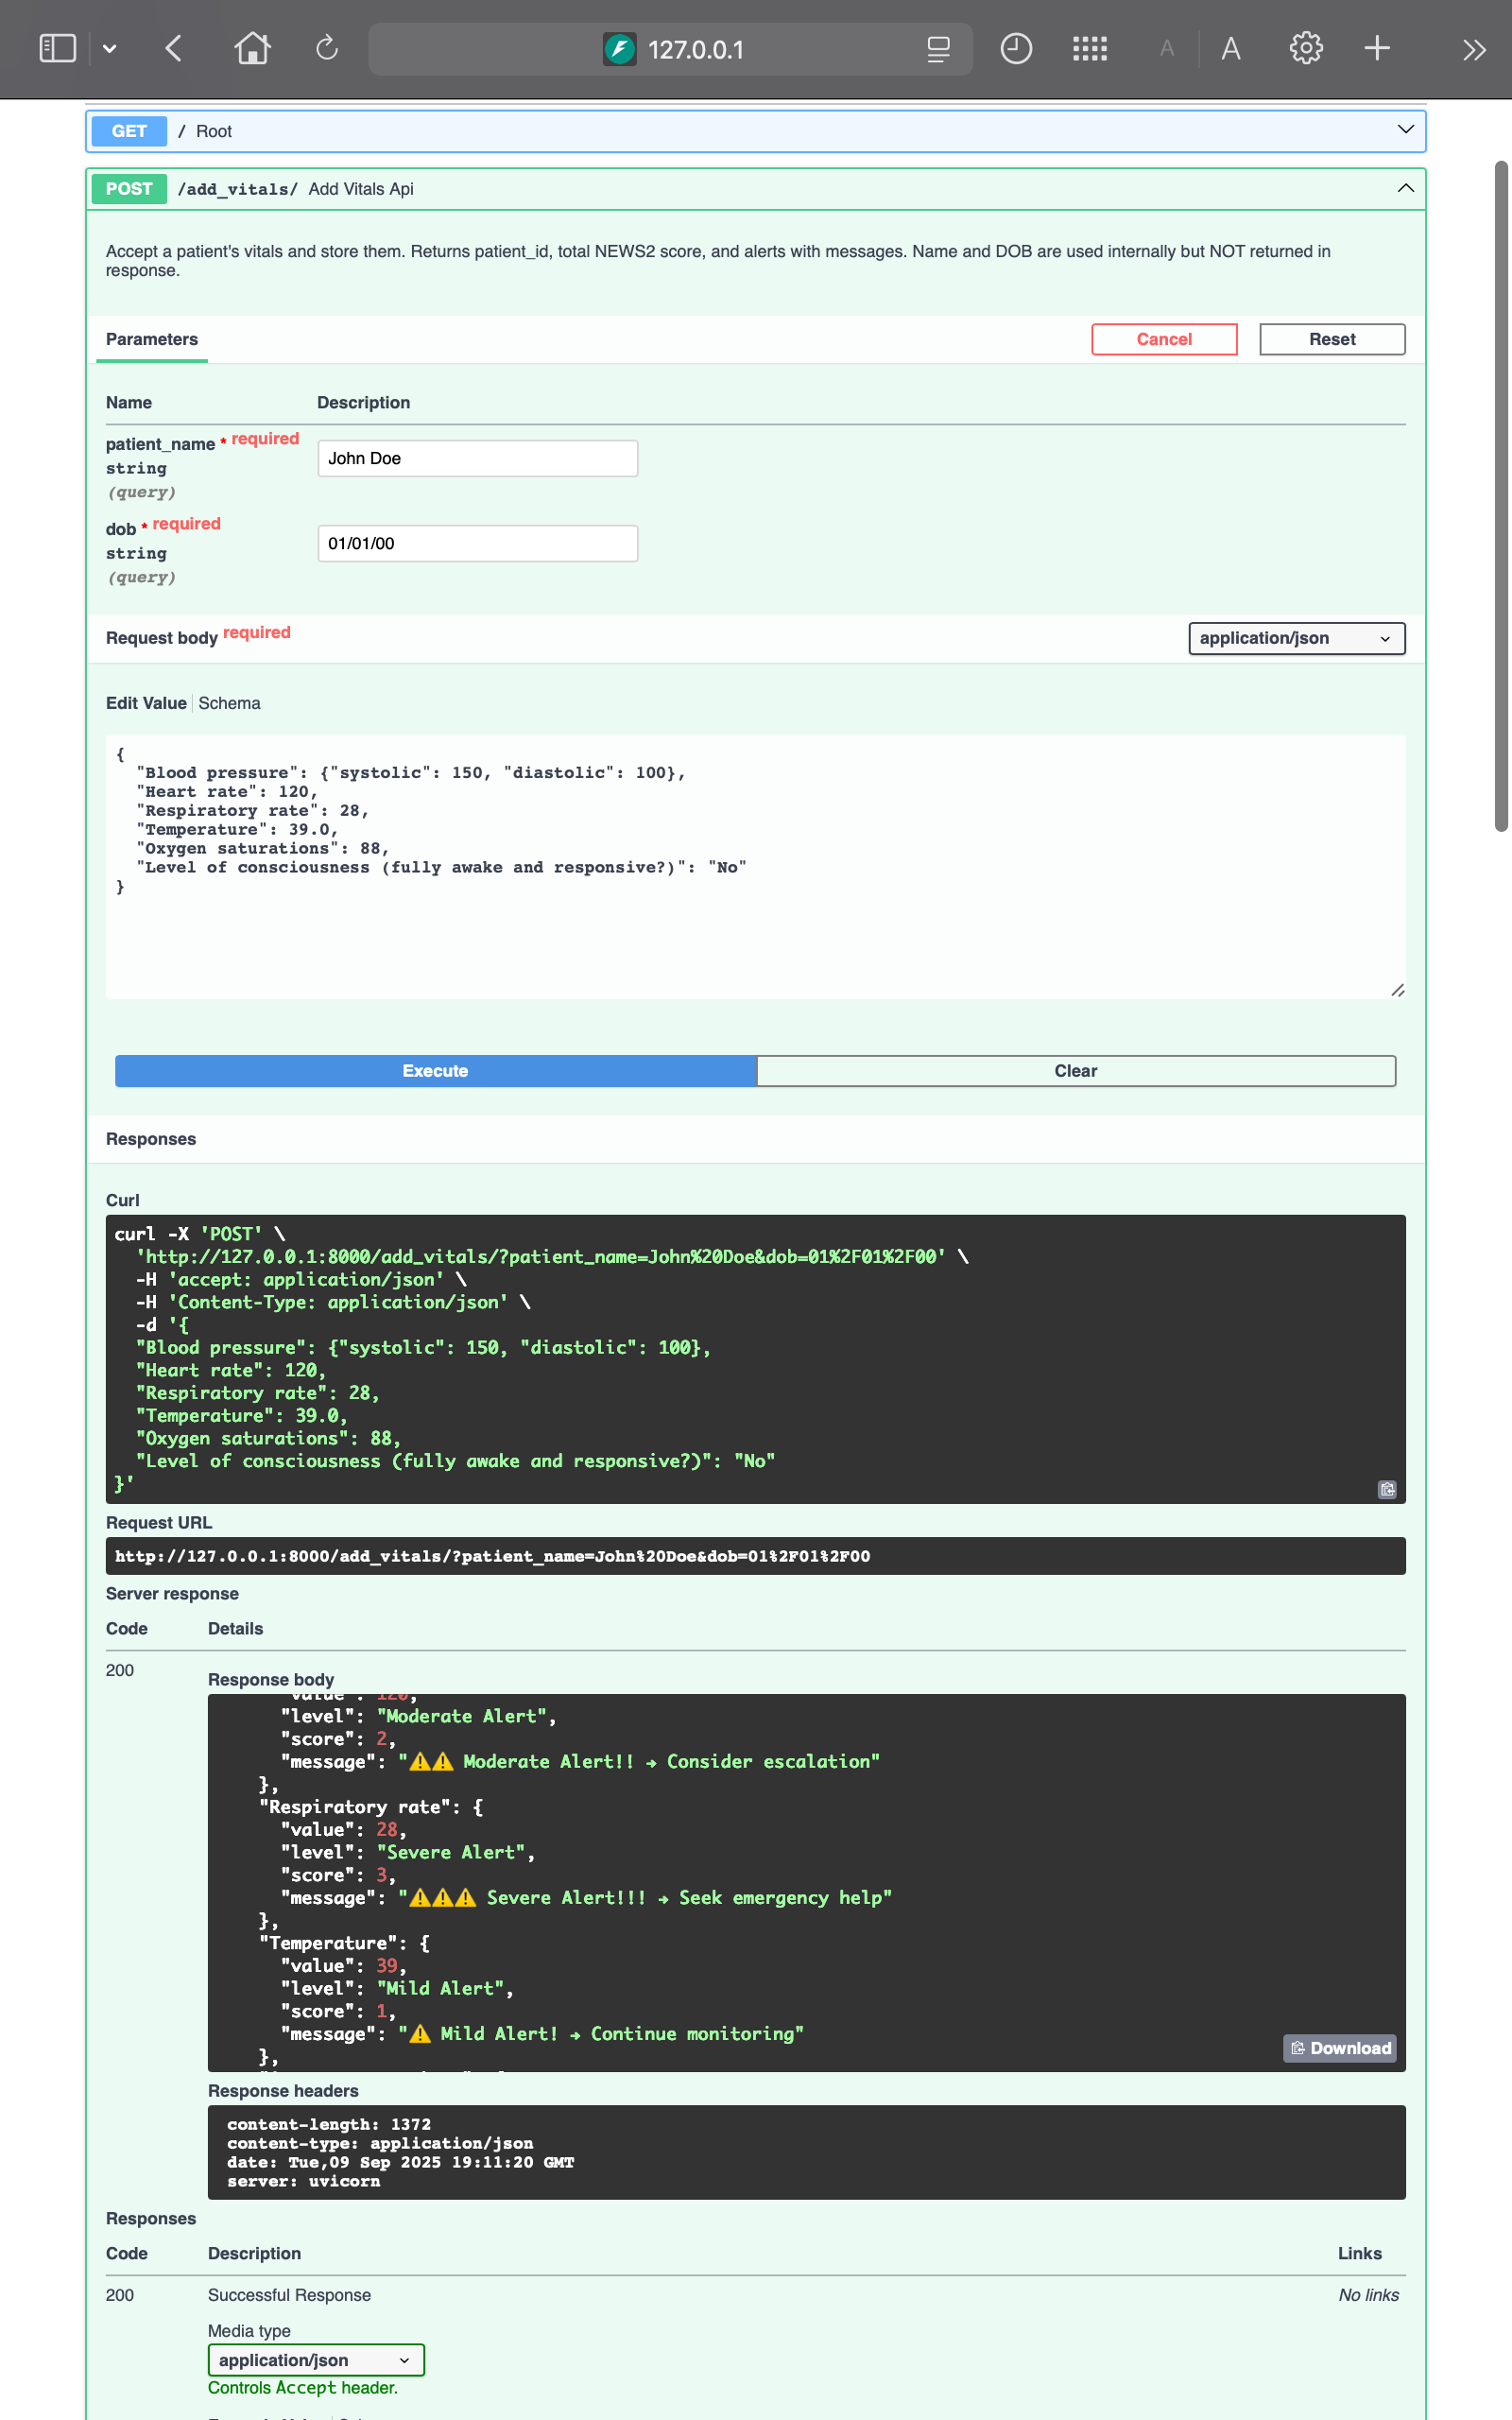 127.0.0.1
A
A
GET / Root
POST /add_vitals/ Add Vitals Api
Accept a patient's vitals and store them. Returns patient_id, total NEWS2 score, and alerts with messages. Name and DOB are used internally but NOT returned in
response.
Parameters
Cancel
Reset
Name Description
patient_name * required
string
(query)
John Doe
dob * required
string
(query)
01/01/00
Request body required
application/json
Edit Value Schema
{
"Blood pressure": {"systolic": 150, "diastolic": 100},
"Heart rate": 120,
"Respiratory rate": 28,
"Temperature": 39.0,
"Oxygen saturations": 88,
"Level of consciousness (fully awake and responsive?)": "No"
}
Execute
Clear
Responses
Curl
curl -X 'POST' \
'http://127.0.0.1:8000/add_vitals/?patient_name=John%20Doe&dob=01%2F01%2F00' \
-H 'accept: application/json' \
-H 'Content-Type: application/json' \
-d '{
"Blood pressure": {"systolic": 150, "diastolic": 100},
"Heart rate": 120,
"Respiratory rate": 28,
"Temperature": 39.0,
"Oxygen saturations": 88,
"Level of consciousness (fully awake and responsive?)": "No"
}'
Request URL
http://127.0.0.1:8000/add_vitals/?patient_name=John%20Doe&dob=01%2F01%2F00
Server response
Code Details
200
Response body
"value": 120,
"level": "Moderate Alert",
"score": 2,
"message": "⚠️⚠️ Moderate Alert!! → Consider escalation"
},
"Respiratory rate": {
"value": 28,
"level": "Severe Alert",
"score": 3,
"message": "⚠️⚠️⚠️ Severe Alert!!! → Seek emergency help"
},
"Temperature": {
"value": 39,
"level": "Mild Alert",
"score": 1,
"message": "⚠️ Mild Alert! → Continue monitoring"
},
Download
Response headers
content-length: 1372
content-type: application/json
date: Tue,09 Sep 2025 19:11:20 GMT
server: uvicorn
Responses
Code Description Links
200 Successful Response No links
Media type
application/json
Controls Accept header.